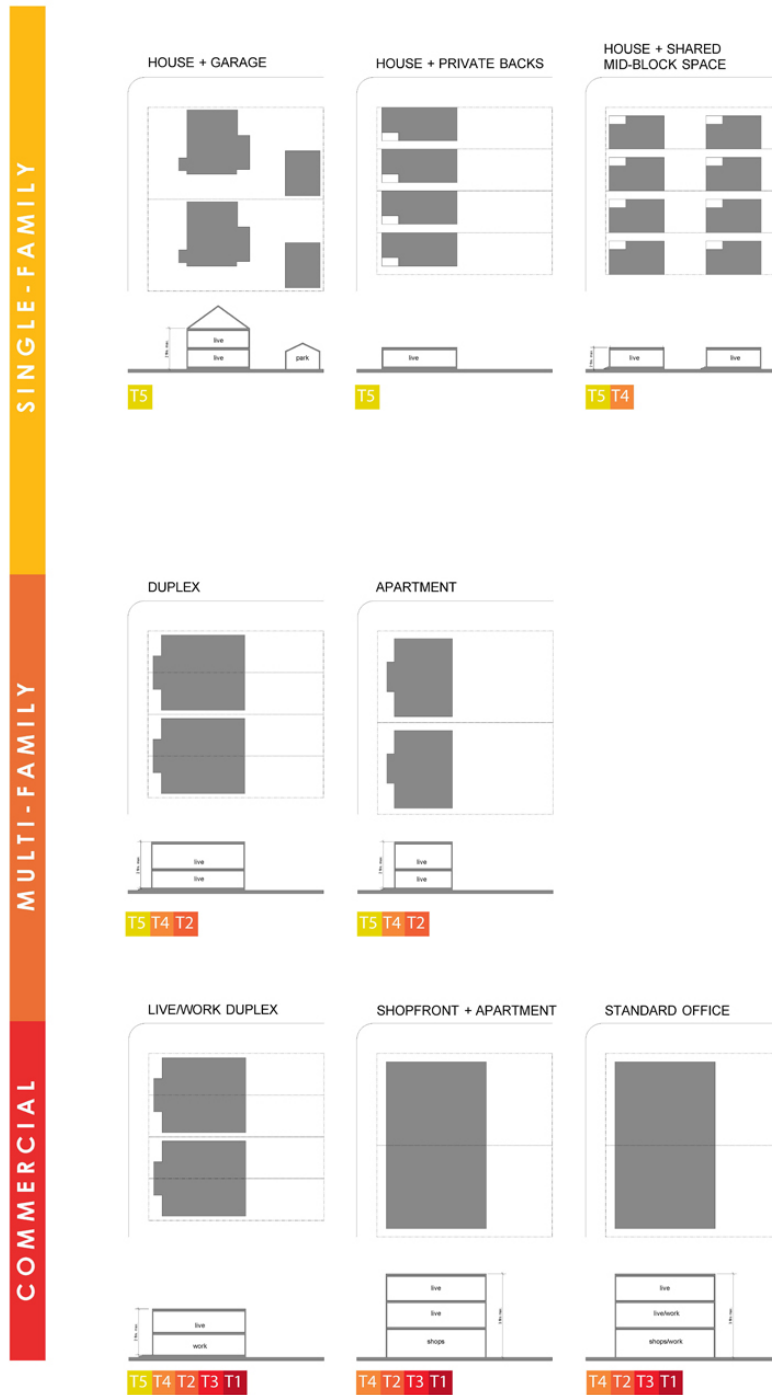 SINGLE-FAMILY
HOUSE + GARAGE
live
live
park
T5
HOUSE + PRIVATE BACKS
live
T5
HOUSE + SHARED
MID-BLOCK SPACE
live
live
T5 T4
MULTI-FAMILY
DUPLEX
live
live
T5 T4 T2
APARTMENT
live
live
T5 T4 T2
COMMERCIAL
LIVE/WORK DUPLEX
live
work
T5 T4 T2 T3 T1
SHOPFRONT + APARTMENT
live
live
shops
T4 T2 T3 T1
STANDARD OFFICE
live
live/work
shops/work
T4 T2 T3 T1